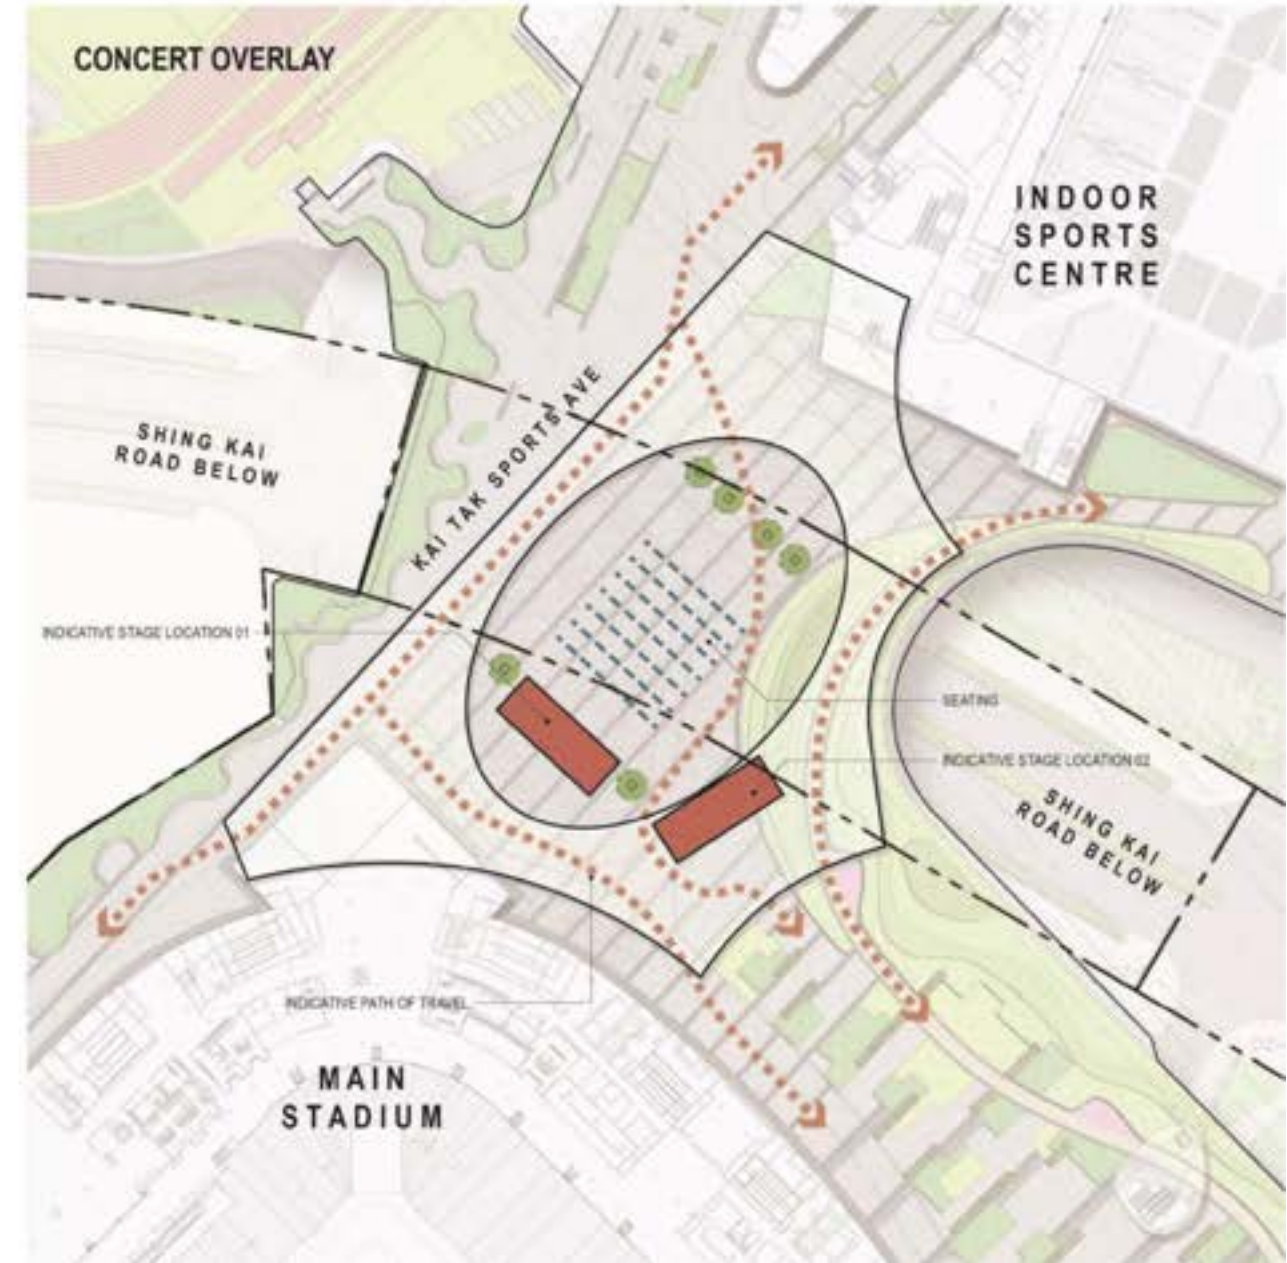 CONCERT OVERLAY
INDOOR
SPORTS
CENTRE
SHING KAI
ROAD BELOW
KAI TAK SPORTS AVE
INDICATIVE STAGE LOCATION 01
SEATING
INDICATIVE STAGE LOCATION 02
SHING KAI
ROAD BELOW
INDICATIVE PATH OF TRAVEL
MAIN
STADIUM